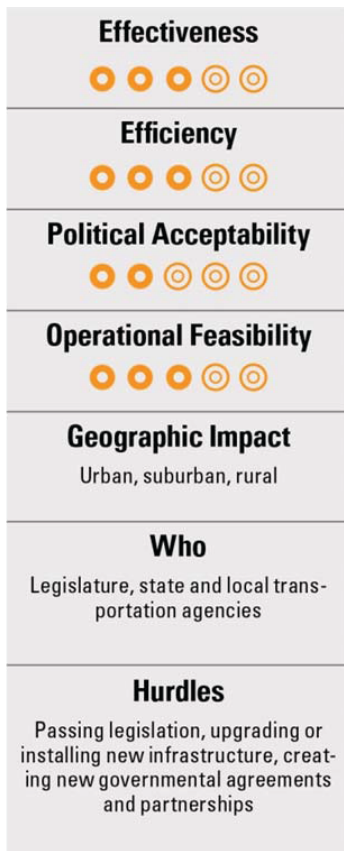 Effectiveness
Efficiency
Political Acceptability
Operational Feasibility
Geographic Impact
Urban, suburban, rural
Who
Legislature, state and local trans-
portation agencies
Hurdles
Passing legislation, upgrading or
installing new infrastructure, creat-
ing new governmental agreements
and partnerships